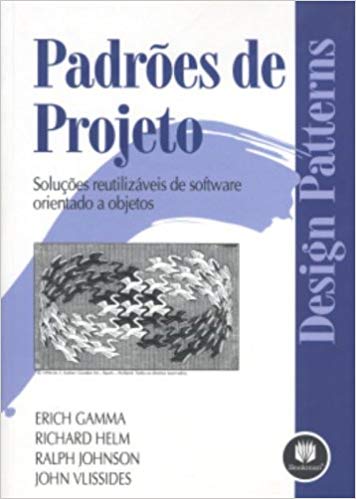 Padrões de
Projeto
Soluções reutilizáveis de software
orientado a objetos
Design Patterns
ERICH GAMMA
RICHARD HELM
RALPH JOHNSON
JOHN VLISSIDES
Bookman